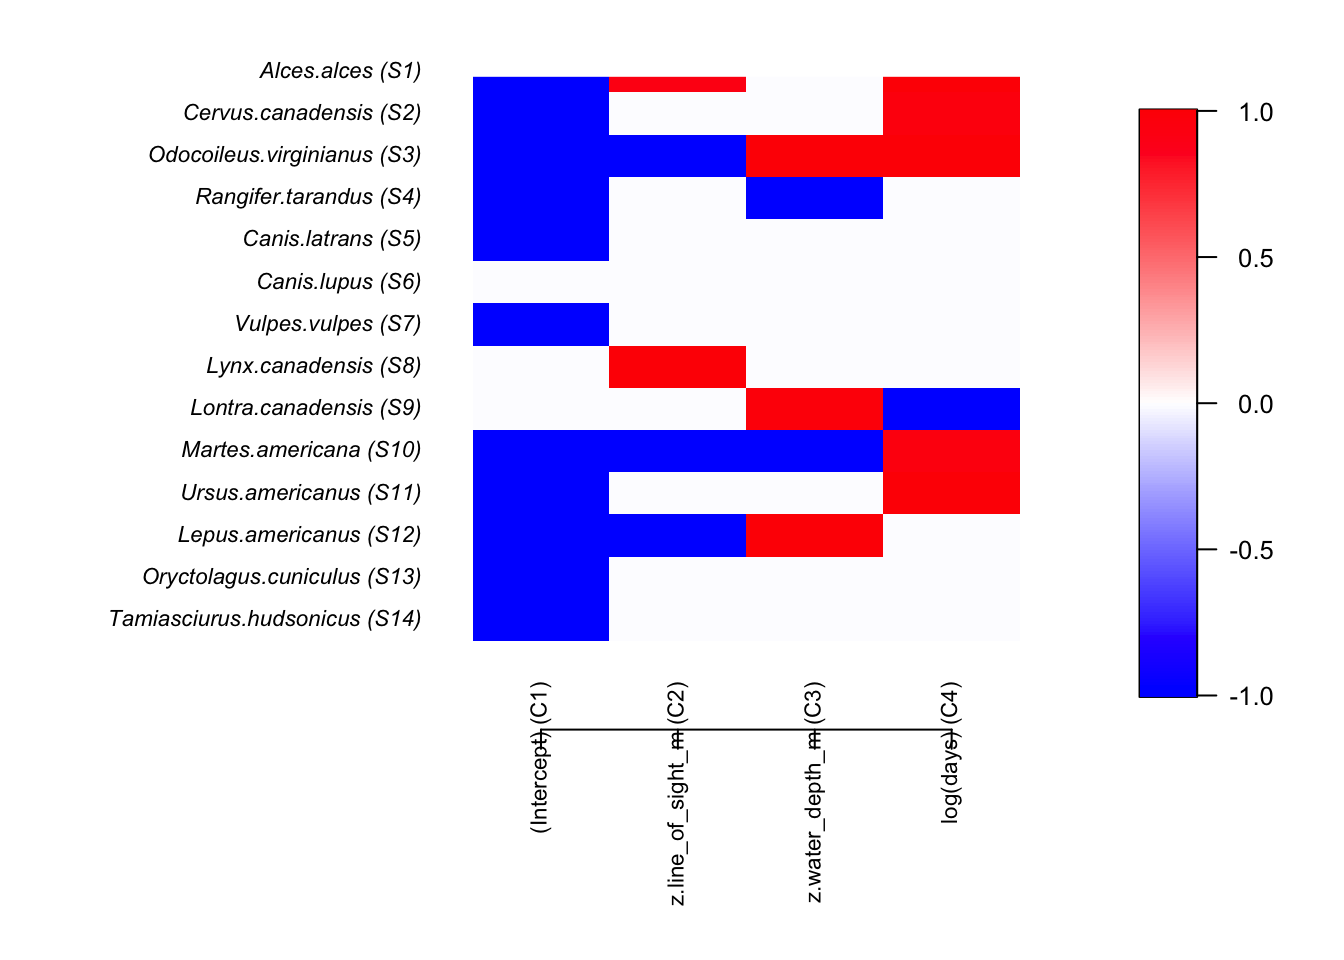 Alces.alces (S1)
Cervus.canadensis (S2)
Odocoileus.virginianus (S3)
Rangifer.tarandus (S4)
Canis.latrans (S5)
Canis.lupus (S6)
Vulpes.vulpes (S7)
Lynx.canadensis (S8)
Lontra.canadensis (S9)
Martes.americana (S10)
Ursus.americanus (S11)
Lepus.americanus (S12)
Oryctolagus.cuniculus (S13)
Tamiasciurus.hudsonicus (S14)
(Intercept) (C1)
z.line_of_sight_m (C2)
z.water_depth_m (C3)
log(days) (C4)
1.0
0.5
0.0
-0.5
-1.0